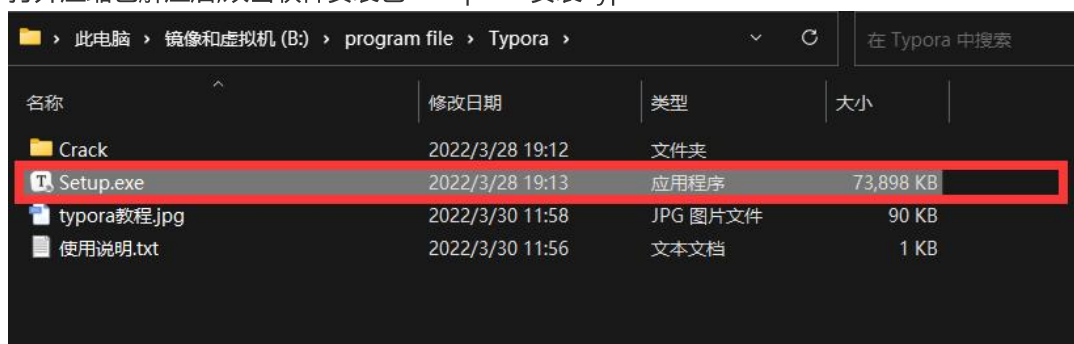 此电脑 › 镜像和虚拟机 (B:) › program file › Typora › 在 Typora 中搜索
名称 修改日期 类型 大小
Crack 2022/3/28 19:12 文件夹
Setup.exe 2022/3/28 19:13 应用程序 73,898 KB
typora教程.jpg 2022/3/30 11:58 JPG 图片文件 90 KB
使用说明.txt 2022/3/30 11:56 文本文档 1 KB